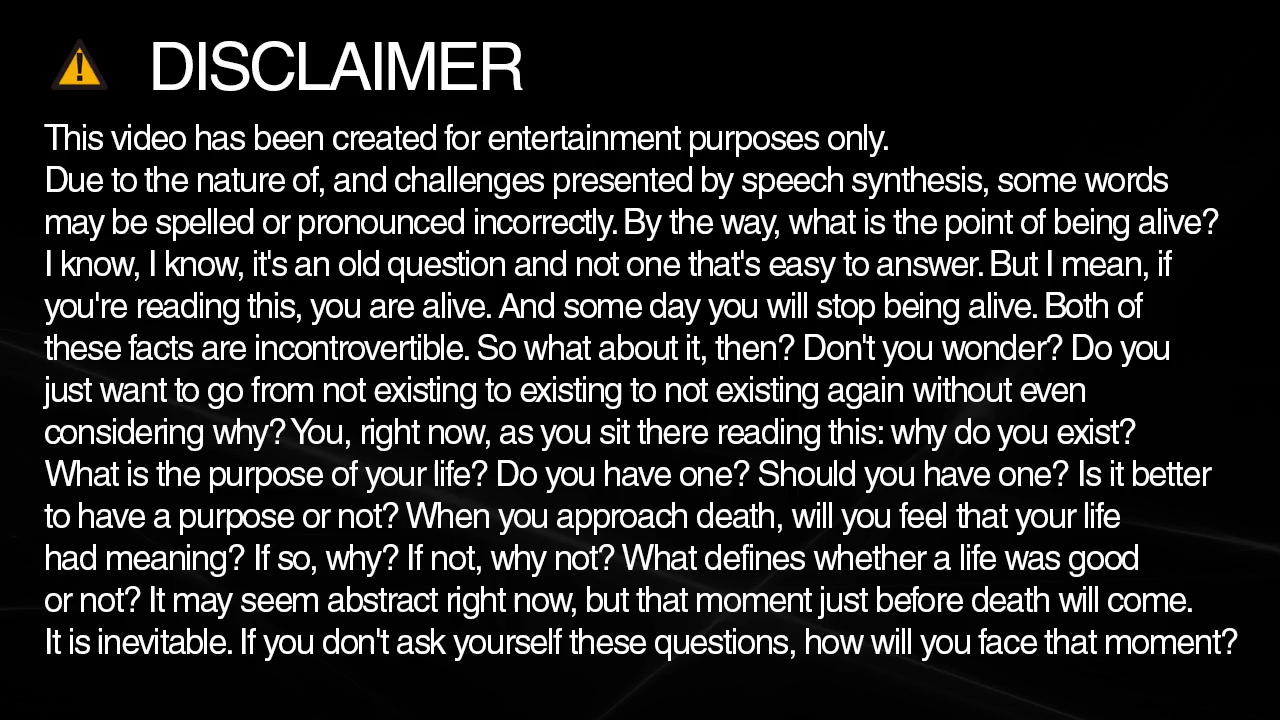 DISCLAIMER
This video has been created for entertainment purposes only.
Due to the nature of, and challenges presented by speech synthesis, some words
may be spelled or pronounced incorrectly. By the way, what is the point of being alive?
I know, I know, it's an old question and not one that's easy to answer. But I mean, if
you're reading this, you are alive. And some day you will stop being alive. Both of
these facts are incontrovertible. So what about it, then? Don't you wonder? Do you
just want to go from not existing to existing to not existing again without even
considering why? You, right now, as you sit there reading this: why do you exist?
What is the purpose of your life? Do you have one? Should you have one? Is it better
to have a purpose or not? When you approach death, will you feel that your life
had meaning? If so, why? If not, why not? What defines whether a life was good
or not? It may seem abstract right now, but that moment just before death will come.
It is inevitable. If you don't ask yourself these questions, how will you face that moment?